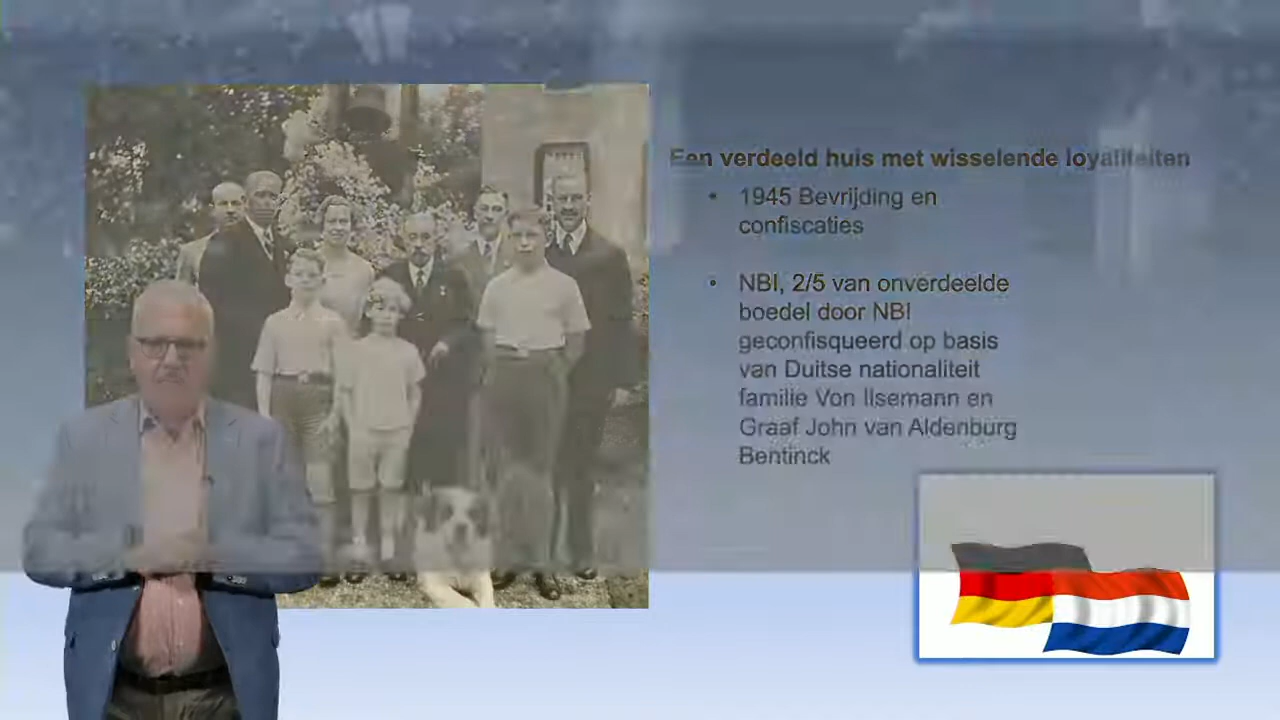 Een verdeeld huis met wisselende loyaliteiten
• 1945 Bevrijding en
confiscaties
• NBI, 2/5 van onverdeelde
boedel door NBI
geconfisqueerd op basis
van Duitse nationaliteit
familie Von Ilsemann en
Graaf John van Aldenburg
Bentinck